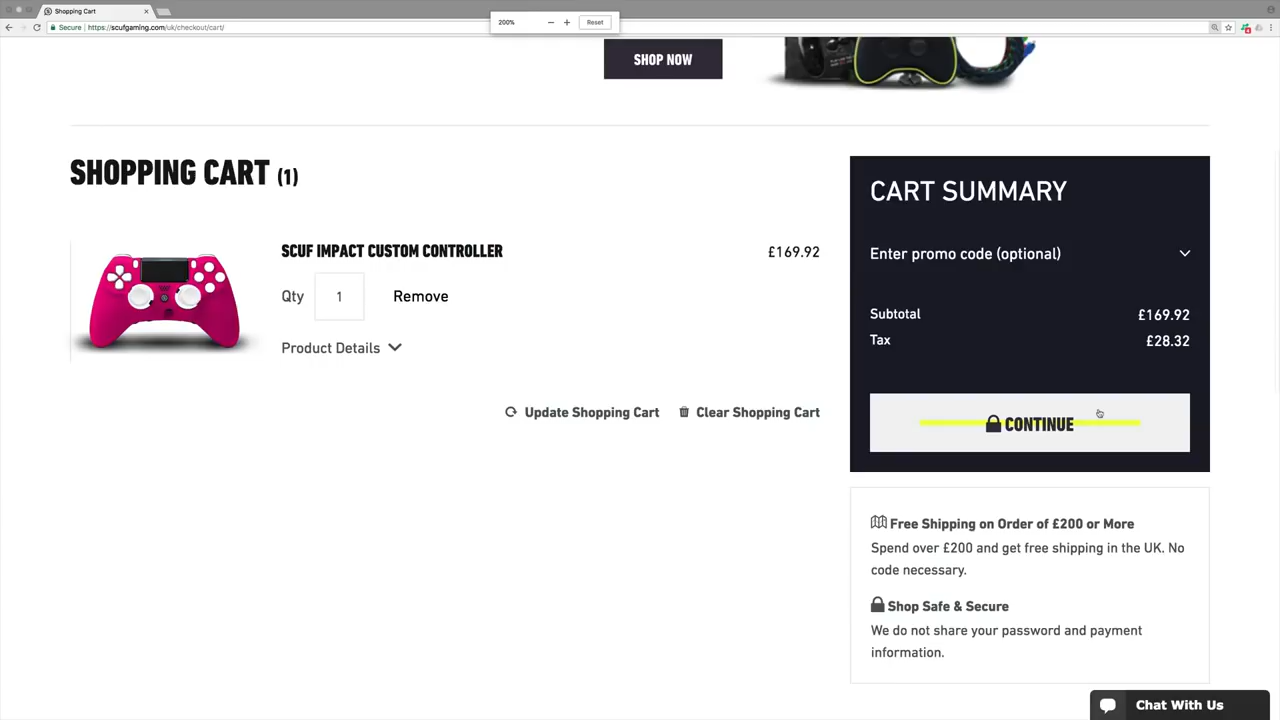 Shopping Cart
200%
Reset
Secure
https://scufgaming.com/uk/checkout/cart/
SHOP NOW
SHOPPING CART (1)
SCUF IMPACT CUSTOM CONTROLLER
£169.92
Qty
1
Remove
Product Details
Update Shopping Cart
Clear Shopping Cart
CART SUMMARY
Enter promo code (optional)
Subtotal
£169.92
Tax
£28.32
CONTINUE
Free Shipping on Order of £200 or More
Spend over £200 and get free shipping in the UK. No
code necessary.
Shop Safe & Secure
We do not share your password and payment
information.
Chat With Us